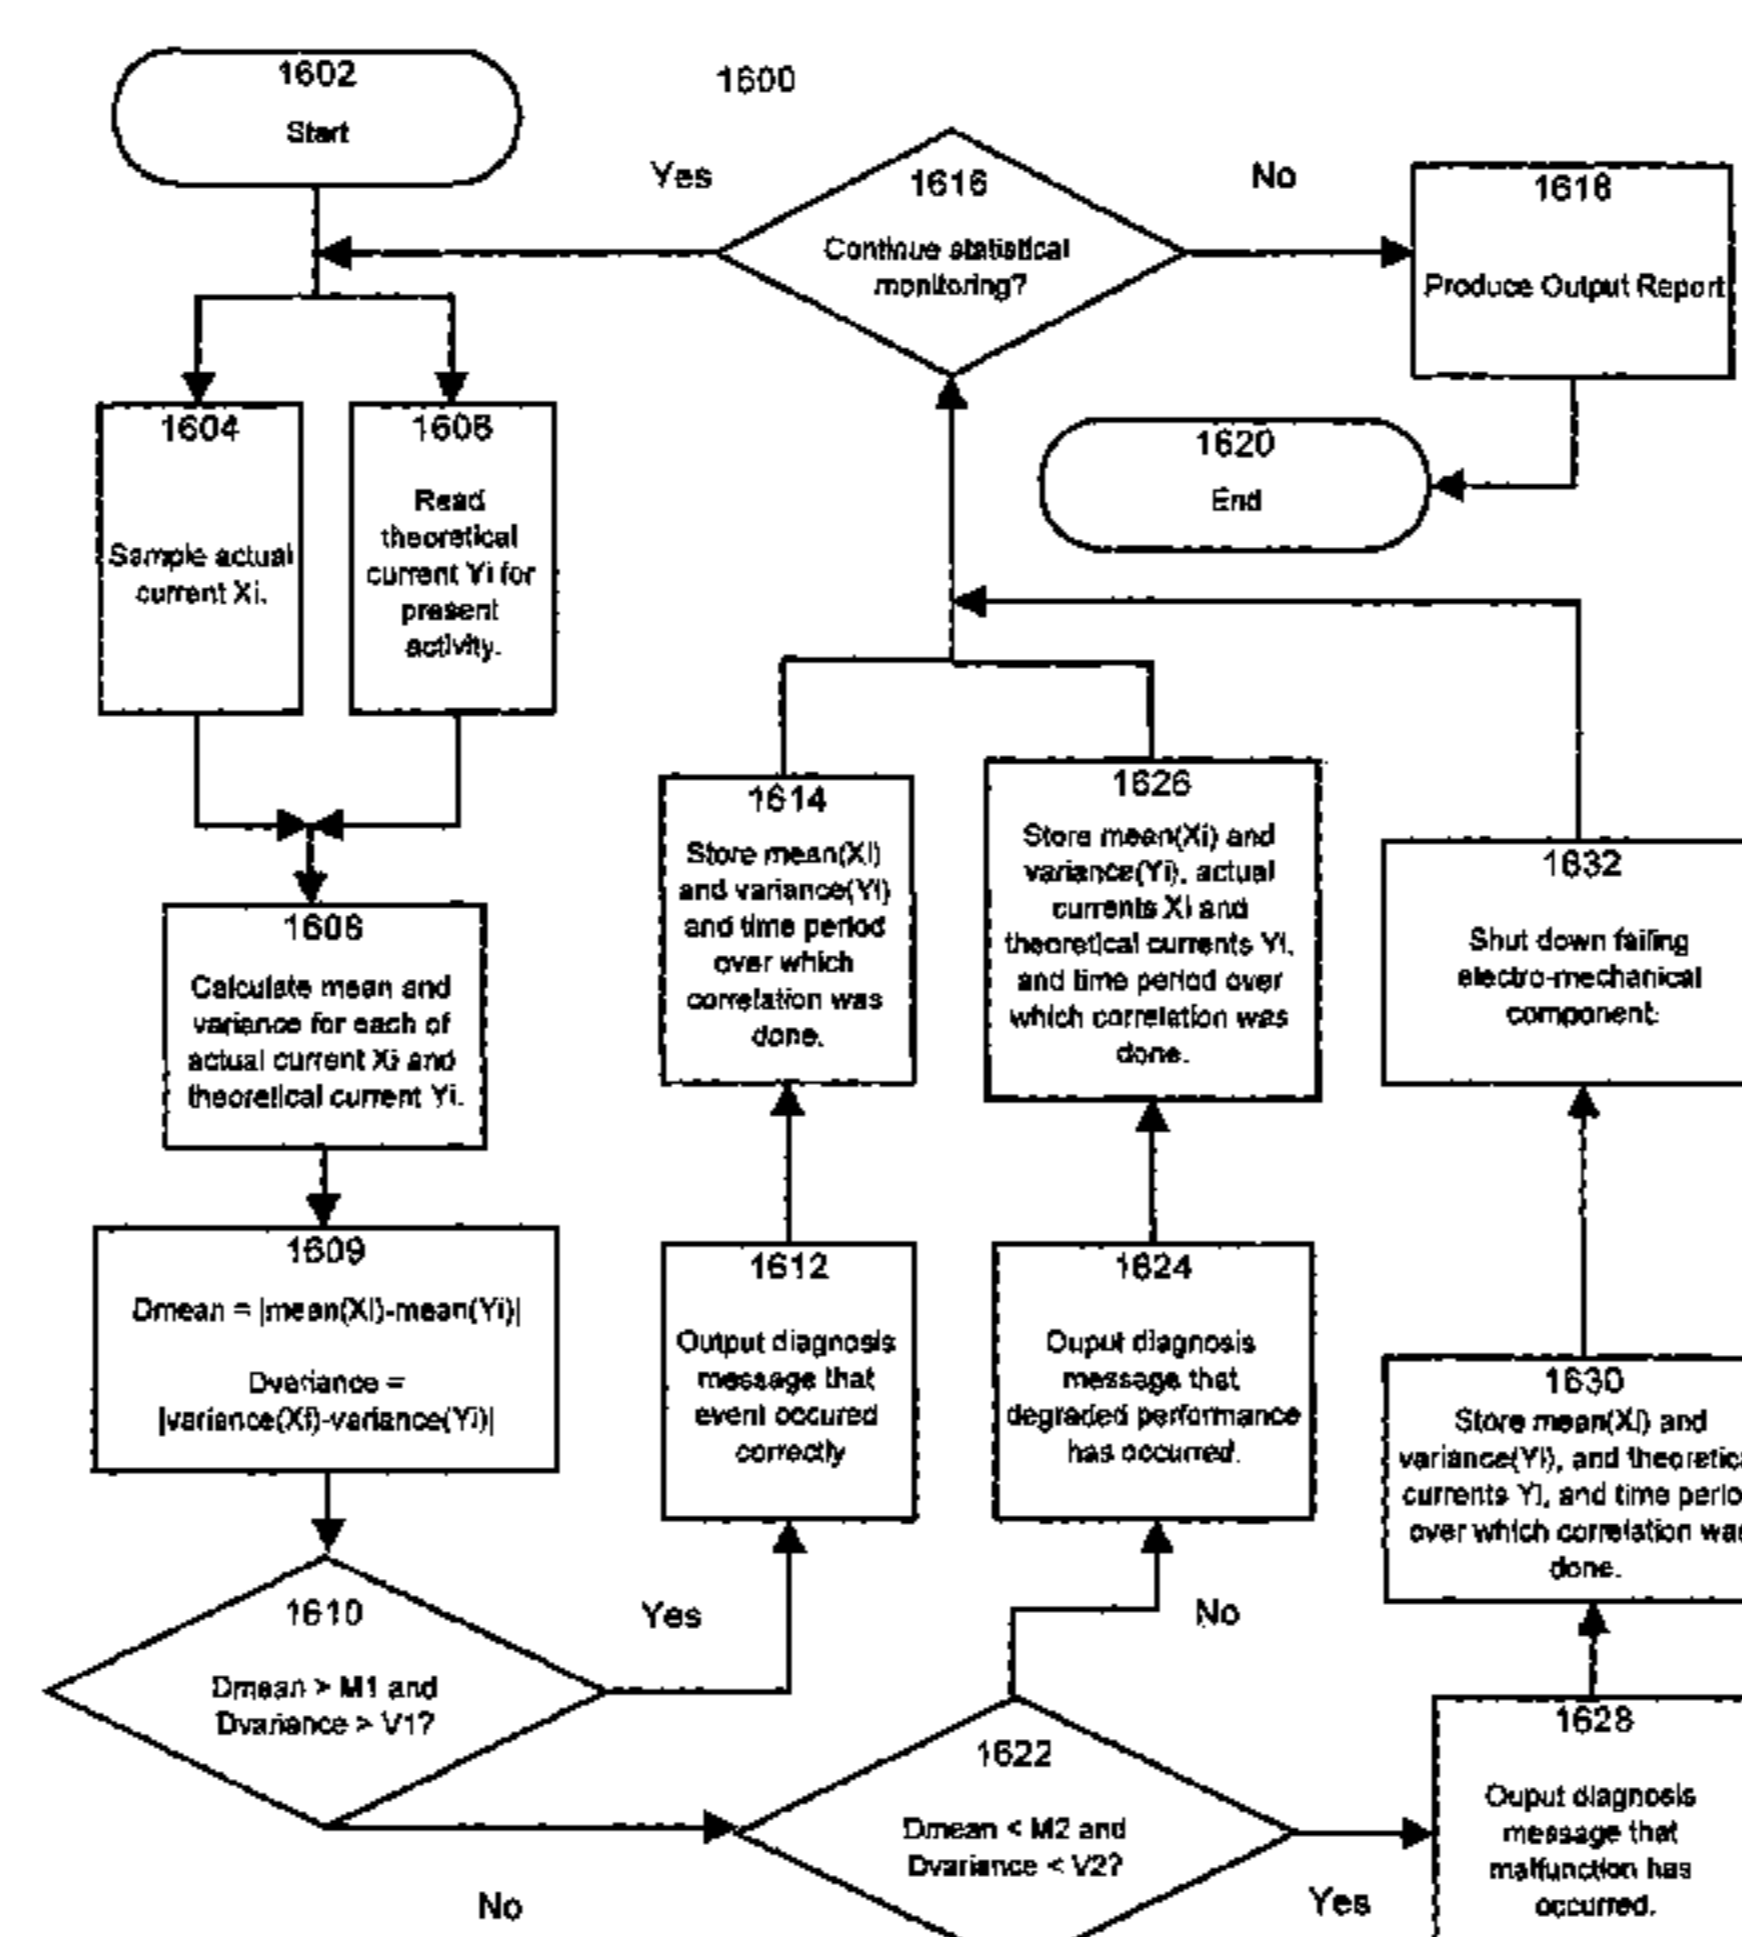 1602
Start
1600
Yes
1616
Continue statistical
monitoring?
No
1618
Produce Output Report
1604
Sample actual
current Xi.
1606
Read
theoretical
current Yi for
present
activity.
1620
End
1608
Calculate mean and
variance for each of
actual current Xi and
theoretical current Yi.
1614
Store mean(Xi)
and variance(Yi)
and time period
over which
correlation was
done.
1626
Store mean(Xi) and
variance(Yi), actual
currents Xi and
theoretical currents Yi,
and time period over
which correlation was
done.
1632
Shut down failing
electro-mechanical
component.
1609
Dmean = |mean(Xi)-mean(Yi)|
Dvariance =
|variance(Xi)-variance(Yi)|
1612
Output diagnosis
message that
event occured
correctly
1624
Ouput diagnosis
message that
degraded performance
has occurred.
1630
Store mean(Xi) and
variance(Yi), and theoretica
currents Yi, and time perio
over which correlation was
done.
1610
Dmean > M1 and
Dvariance > V1?
Yes
No
1622
Dmean < M2 and
Dvariance < V2?
No
Yes
1628
Ouput diagnosis
message that
malfunction has
occurred.